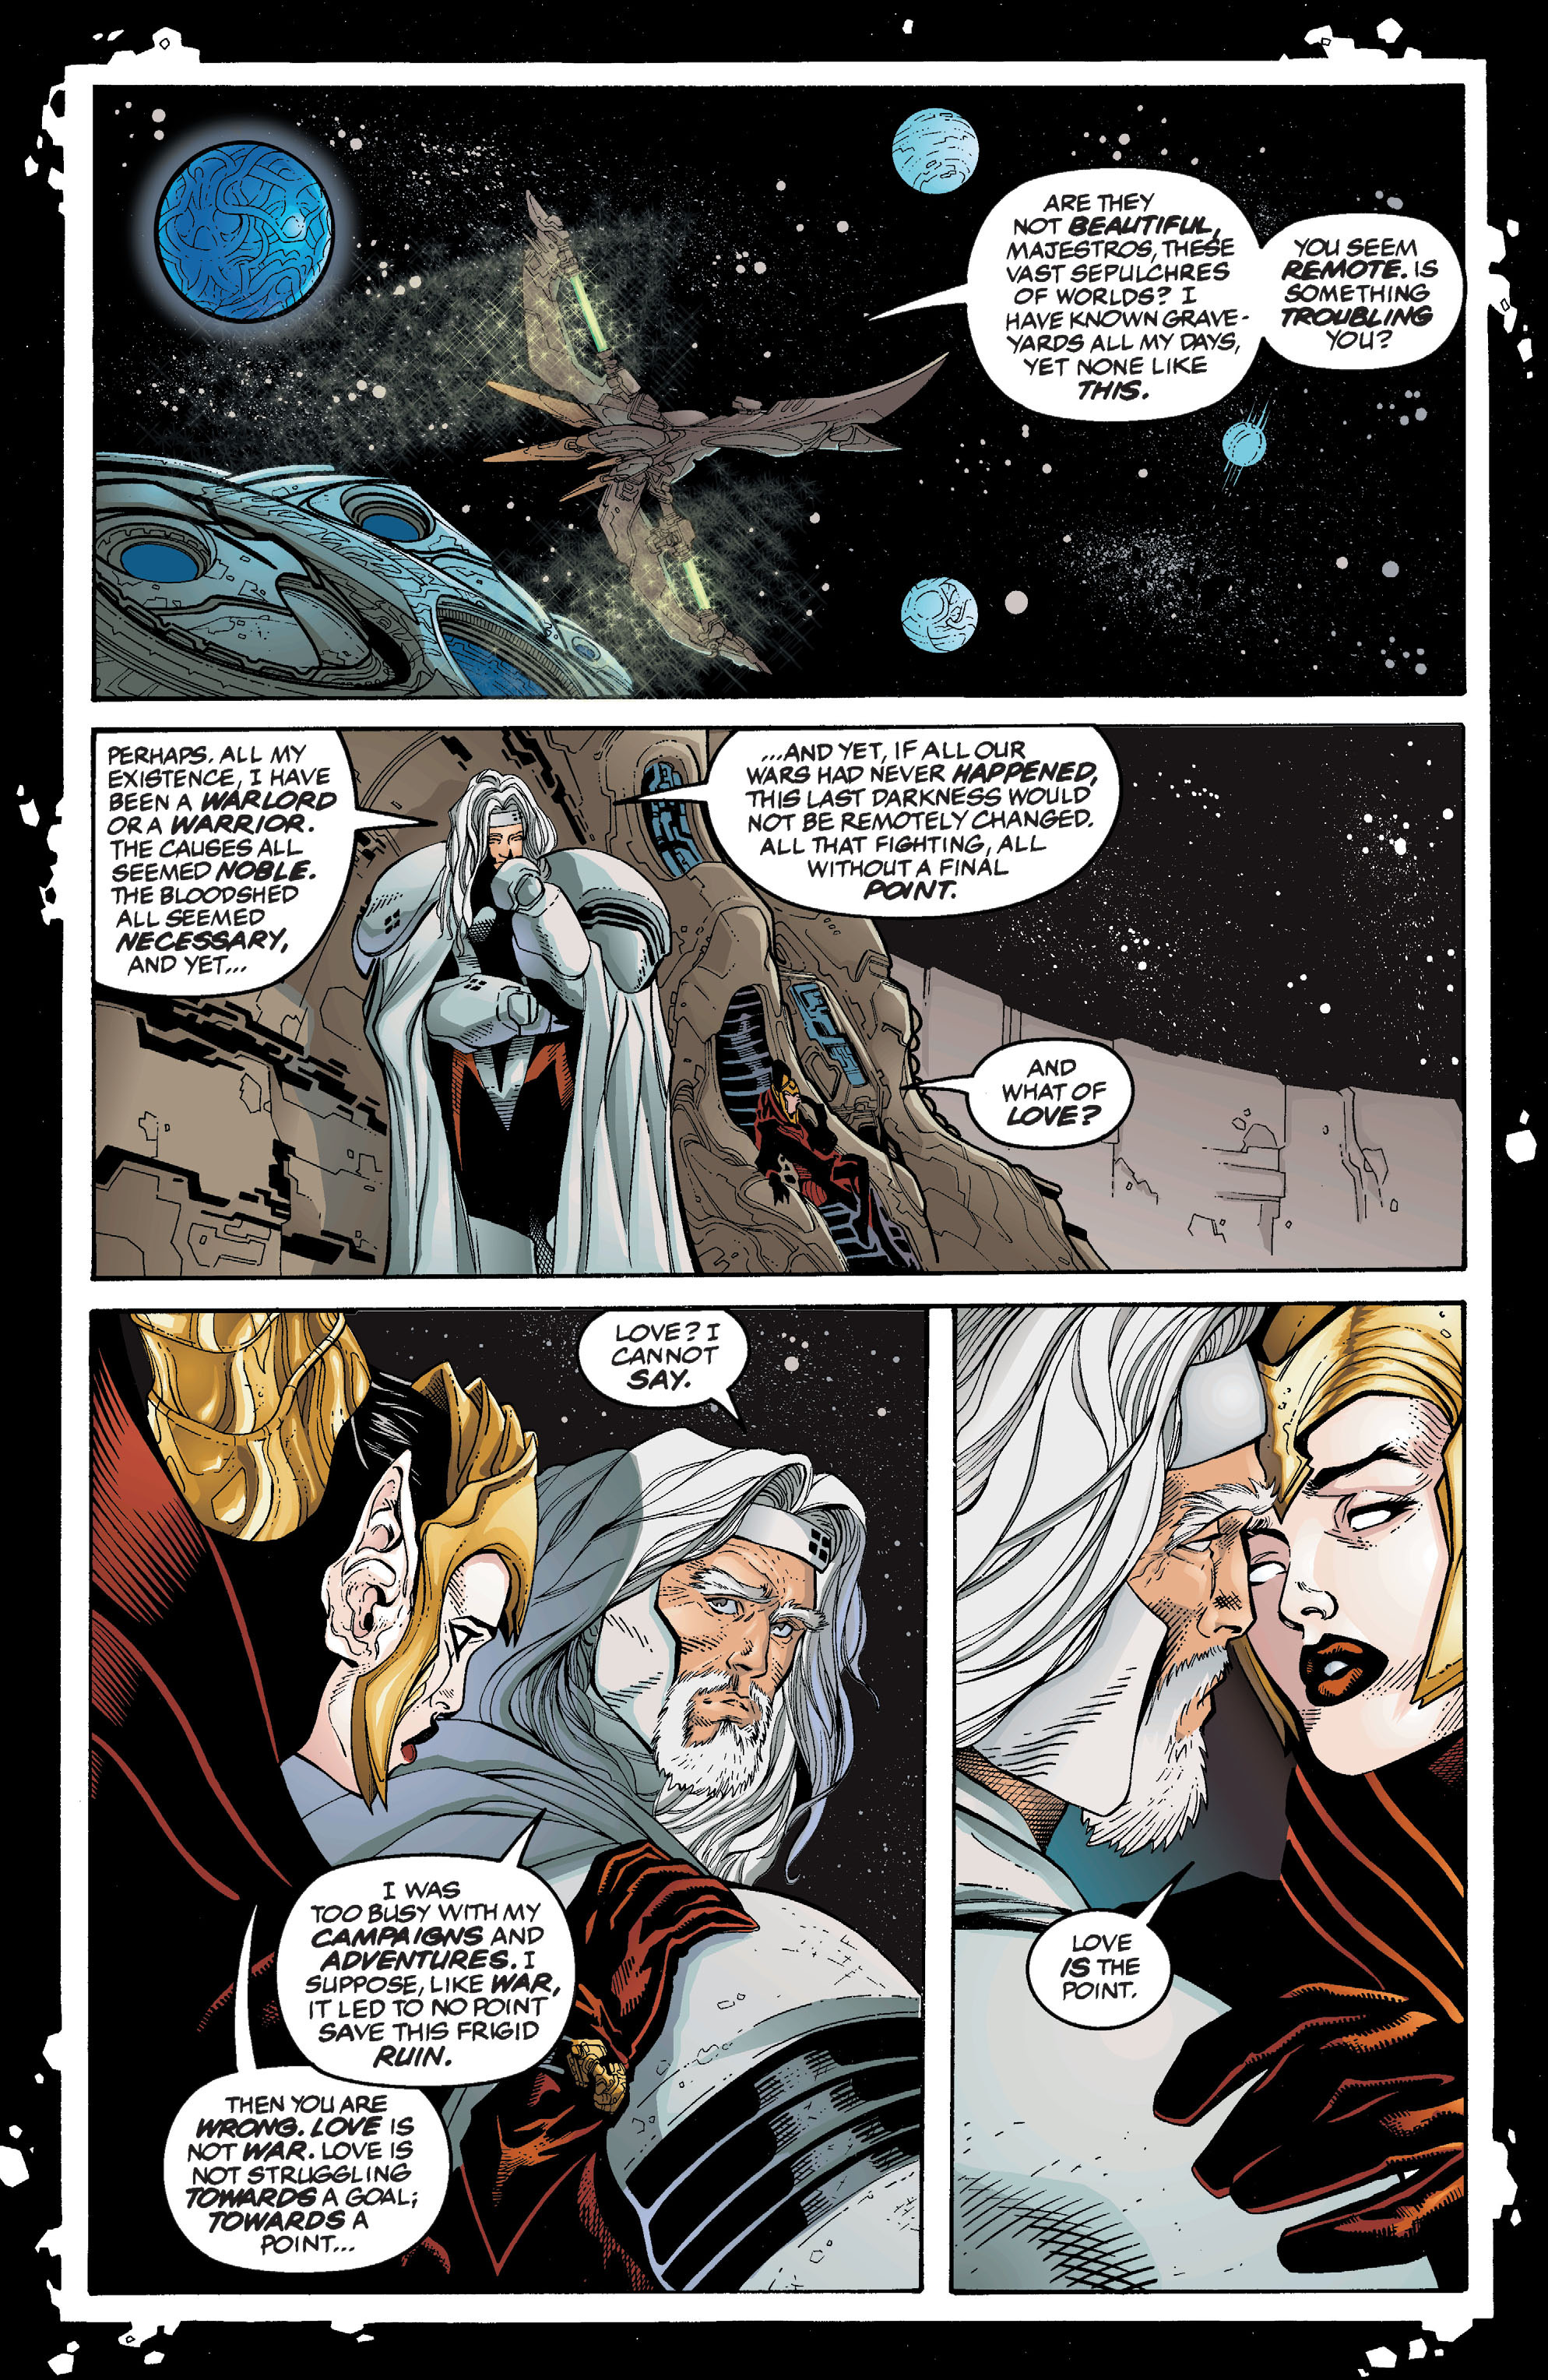 ARE THEY
NOT BEAUTIFUL,
MAJESTROS, THESE
VAST SEPULCHRES
OF WORLDS? I
HAVE KNOWN GRAVE-
YARDS ALL MY DAYS,
YET NONE LIKE
THIS.
YOU SEEM
REMOTE. IS
SOMETHING
TROUBLING
YOU?
PERHAPS. ALL MY
EXISTENCE, I HAVE
BEEN A WARLORD
OR A WARRIOR.
THE CAUSES ALL
SEEMED NOBLE.
THE BLOODSHED
ALL SEEMED
NECESSARY,
AND YET...
...AND YET, IF ALL OUR
WARS HAD NEVER HAPPENED,
THIS LAST DARKNESS WOULD
NOT BE REMOTELY CHANGED.
ALL THAT FIGHTING, ALL
WITHOUT A FINAL
POINT.
AND
WHAT OF
LOVE?
LOVE? I
CANNOT
SAY.
I WAS
TOO BUSY WITH MY
CAMPAIGNS AND
ADVENTURES. I
SUPPOSE, LIKE WAR,
IT LED TO NO POINT
SAVE THIS FRIGID
RUIN.
THEN YOU ARE
WRONG. LOVE IS
NOT WAR. LOVE IS
NOT STRUGGLING
TOWARDS A GOAL;
TOWARDS A
POINT...
LOVE
IS THE
POINT.